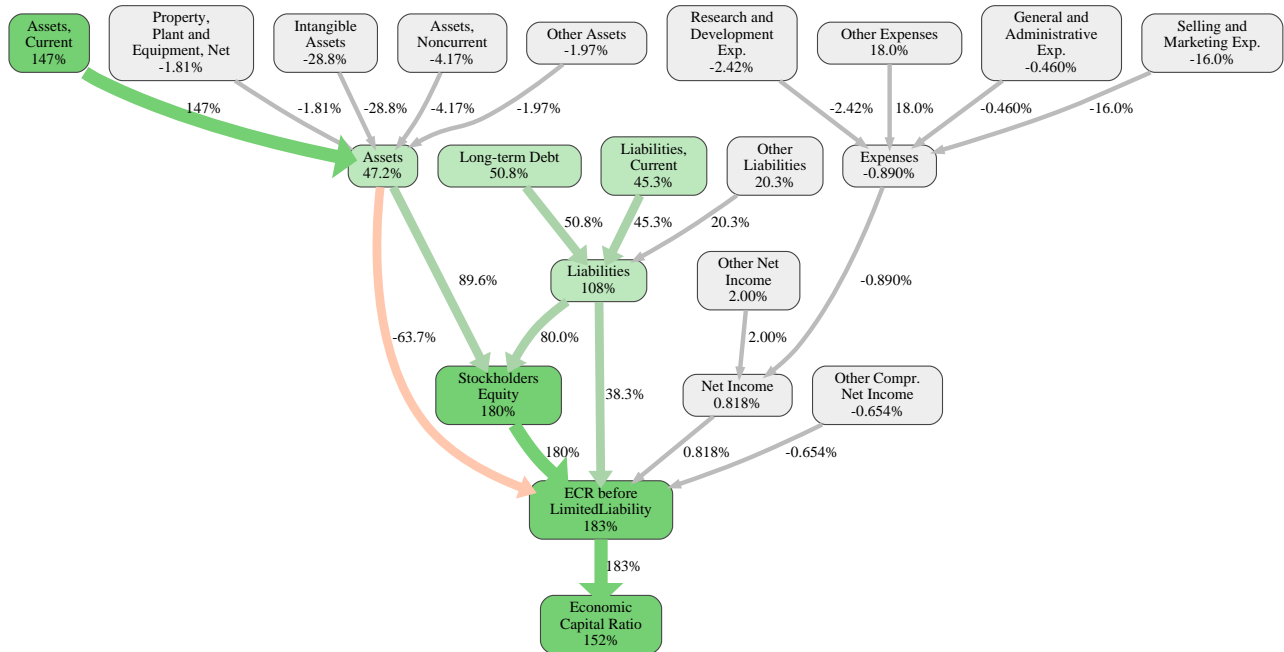 Assets,
Current
147%
Property,
Plant and
Equipment, Net
-1.81%
Intangible
Assets
-28.8%
Assets,
Noncurrent
-4.17%
Other Assets
-1.97%
Research and
Development
Exp.
-2.42%
Other Expenses
18.0%
General and
Administrative
Exp.
-0.460%
Selling and
Marketing Exp.
-16.0%
147%
-1.81%
-28.8%
-4.17%
-1.97%
-2.42%
18.0%
-0.460%
-16.0%
Assets
47.2%
Long-term Debt
50.8%
Liabilities,
Current
45.3%
Other
Liabilities
20.3%
Expenses
-0.890%
50.8%
45.3%
20.3%
Liabilities
108%
Other Net
Income
2.00%
89.6%
-0.890%
-63.7%
80.0%
2.00%
Stockholders
Equity
180%
38.3%
Net Income
0.818%
Other Compr.
Net Income
-0.654%
180%
0.818%
-0.654%
ECR before
LimitedLiability
183%
183%
Economic
Capital Ratio
152%